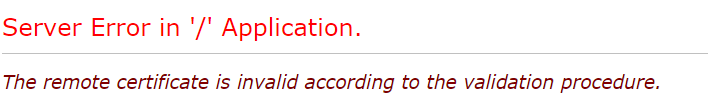 Server Error in '/' Application.
The remote certificate is invalid according to the validation procedure.